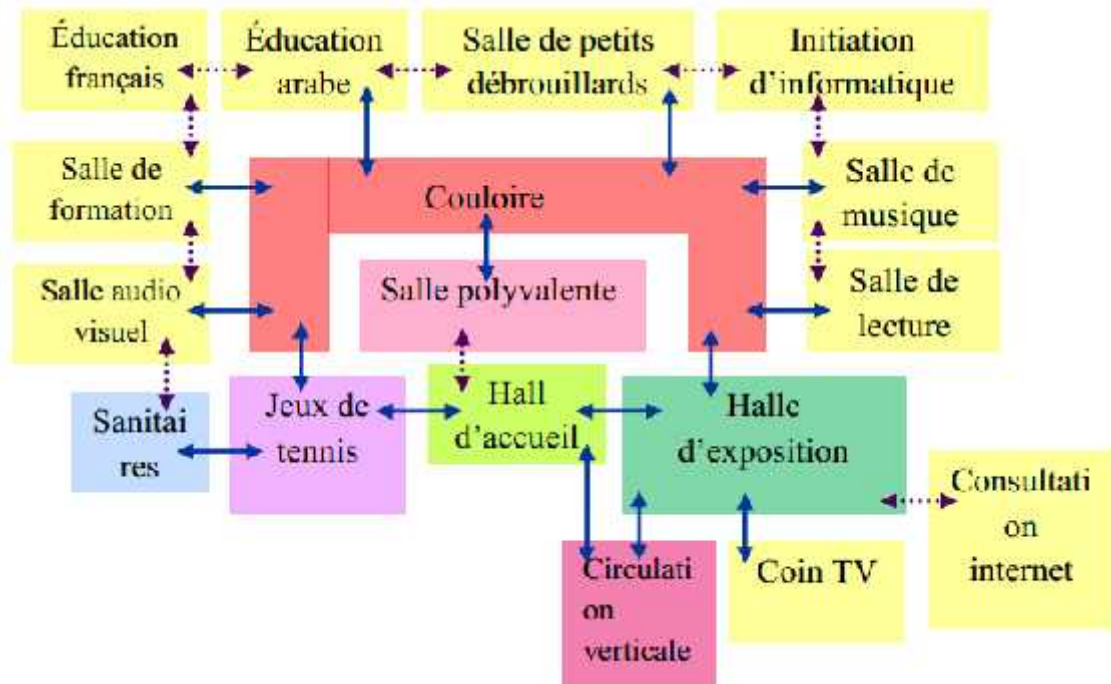 Éducation
français
Éducation
arabe
Salle de petits
débrouillards
Initiation
d'informatique
Salle de
formation
Couloire
Salle de
musique
Salle audio
visuel
Salle polyvalente
Salle de
lecture
Sanitai
res
Jeux de
tennis
Hall
d'accueil
Halle
d'exposition
Consultati
on
internet
Circulati
on
verticale
Coin TV